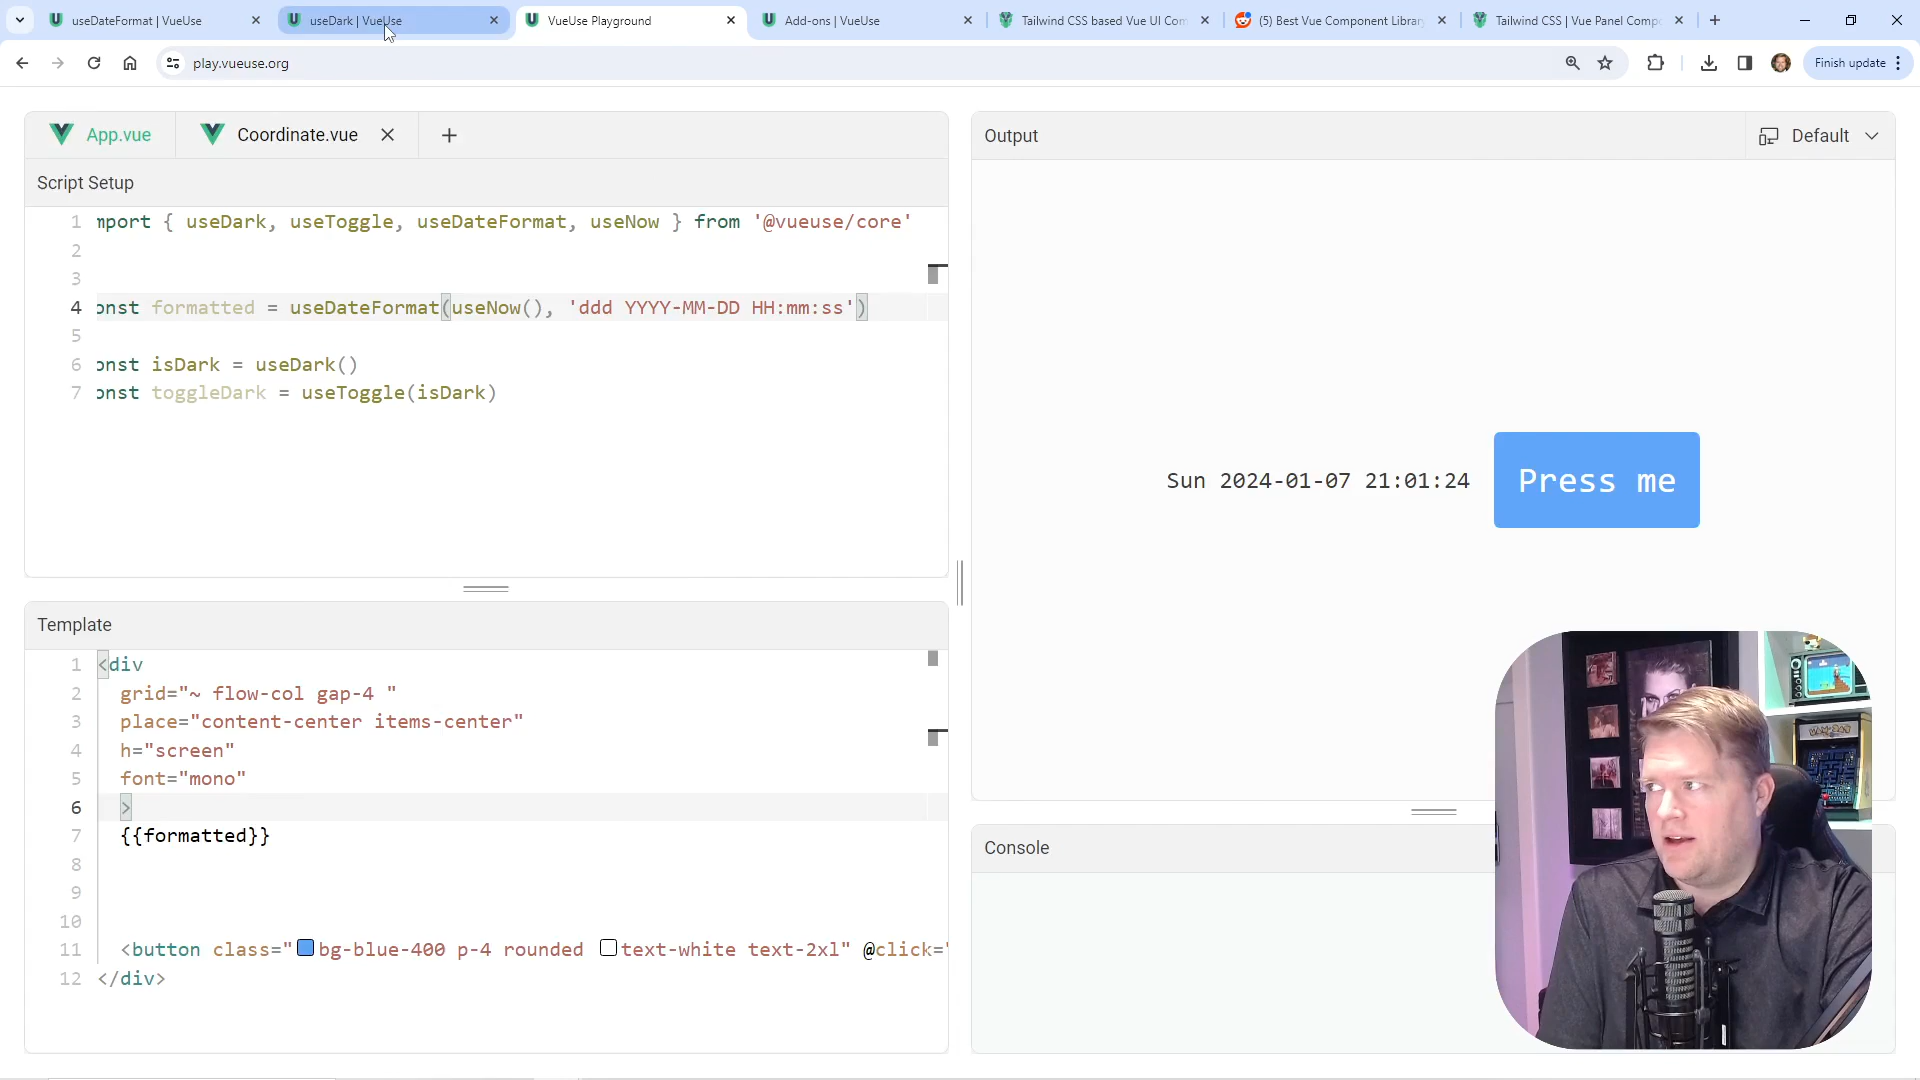 useDateFormat | VueUse
useDark | VueUse
VueUse Playground
Add-ons | VueUse
Tailwind CSS based Vue UI Com
(5) Best Vue Component Library
Tailwind CSS | Vue Panel Compo
play.vueuse.org
Finish update
App.vue
Coordinate.vue
Script Setup
1 mport { useDark, useToggle, useDateFormat, useNow } from '@vueuse/core'
2
3
4 onst formatted = useDateFormat(useNow(), 'ddd YYYY-MM-DD HH:mm:ss')
5
6 onst isDark = useDark()
7 onst toggleDark = useToggle(isDark)
Template
1 <div
2 grid="~ flow-col gap-4 "
3 place="content-center items-center"
4 h="screen"
5 font="mono"
6 >
7 {{formatted}}
8
9
10
11 <button class="bg-blue-400 p-4 rounded text-white text-2xl" @click="
12 </div>
Output
Default
Sun 2024-01-07 21:01:24
Press me
Console